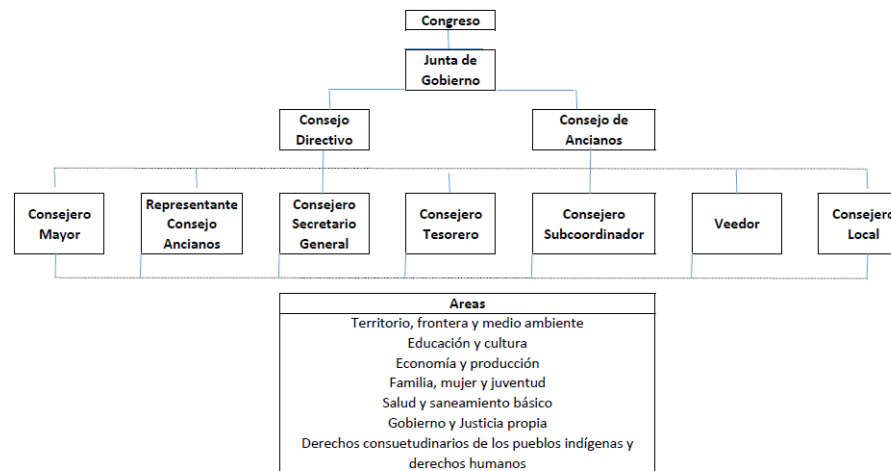 Congreso
Junta de
Gobierno
Consejo
Directivo
Consejo de
Ancianos
Consejero
Mayor
Representante
Consejo
Ancianos
Consejero
Secretario
General
Consejero
Tesorero
Consejero
Subcoordinador
Veedor
Consejero
Local
Areas
Territorio, frontera y medio ambiente
Educación y cultura
Economía y producción
Familia, mujer y juventud
Salud y saneamiento básico
Gobierno y Justicia propia
Derechos consuetudinarios de los pueblos indígenas y
derechos humanos